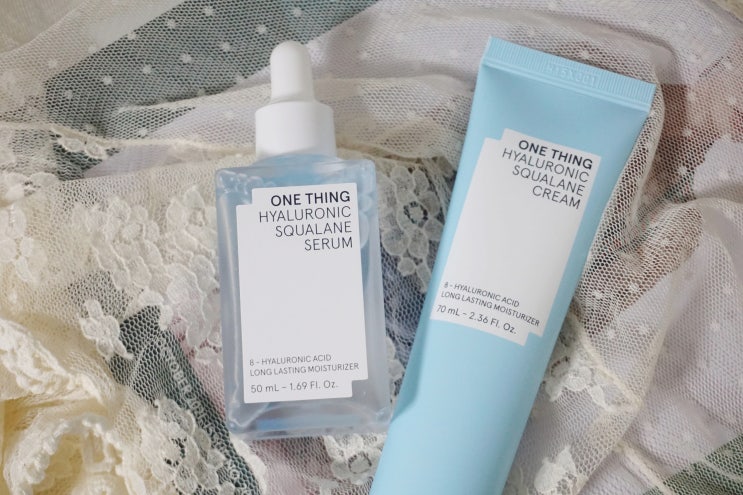 ONE THING
HYALURONIC
SQUALANE
SERUM
8 - HYALURONIC ACID
LONG LASTING MOISTURIZER
50 mL – 1.69 Fl. Oz.
ONE THING
HYALURONIC
SQUALANE
CREAM
8 - HYALURONIC ACID
LONG LASTING MOISTURIZER
70 mL – 2.36 Fl. Oz.